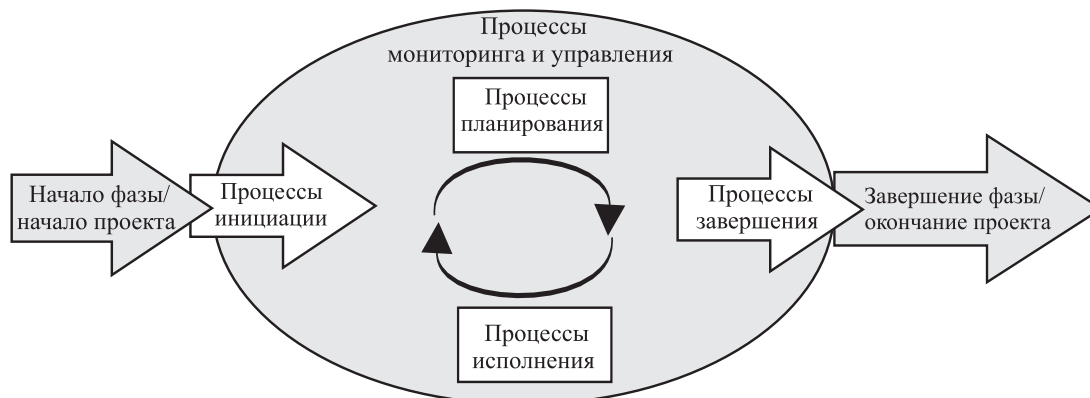 Процессы
мониторинга и управления
Процессы
планирования
Начало фазы/
начало проекта
Процессы
инициации
Процессы
завершения
Завершение фазы/
окончание проекта
Процессы
исполнения